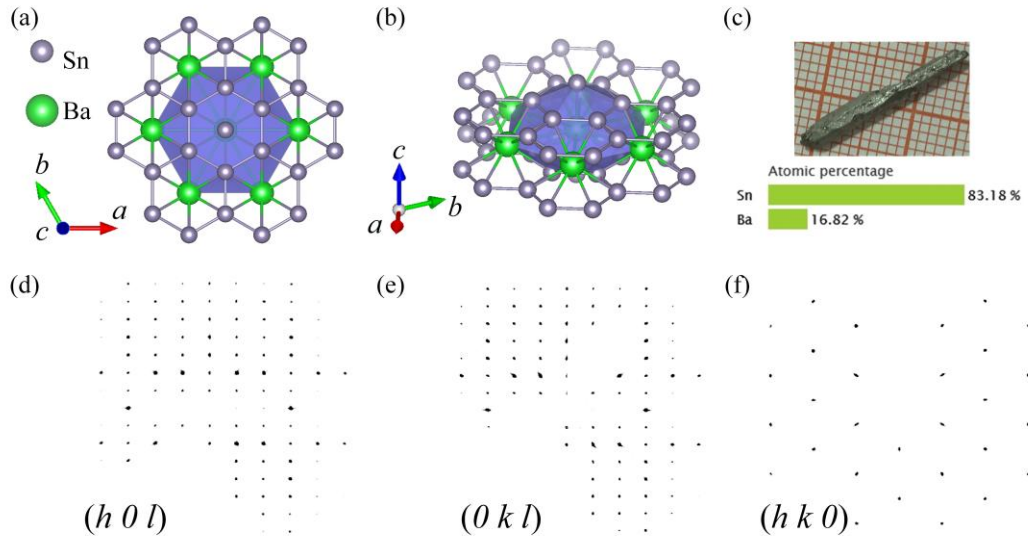 (a)
Sn
Ba
b
c
a
(b)
c
b
a
(c)
Atomic percentage
Sn 83.18 %
Ba 16.82 %
(d)
(h 0 l)
(e)
(0 k l)
(f)
(h k 0)